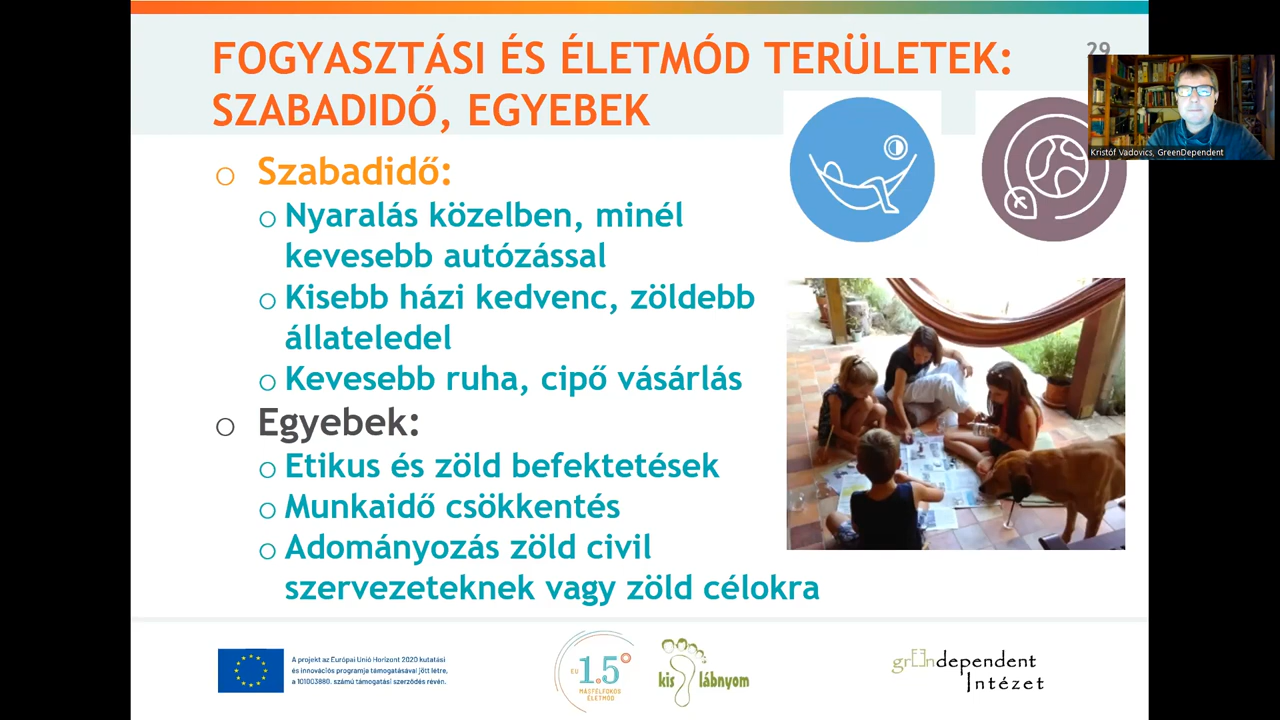 FOGYASZTÁSI ÉS ÉLETMÓD TERÜLETEK:
SZABADIDŐ, EGYEBEK
29
Kristóf Vadovics, GreenDependent
Szabadidő:
Nyaralás közelben, minél
kevesebb autózással
Kisebb házi kedvenc, zöldebb
állateledel
Kevesebb ruha, cipő vásárlás
Egyebek:
Etikus és zöld befektetések
Munkaidő csökkentés
Adományozás zöld civil
szervezeteknek vagy zöld célokra
A projekt az Európai Unió Horizont 2020 kutatási
és innovációs programja támogatásával jött létre,
a 101003880. számú támogatási szerződés révén.
EU 1.5°
MÁSFÉLFOKOS
ÉLETMÓD
kis lábnyom
greendependent
Intézet